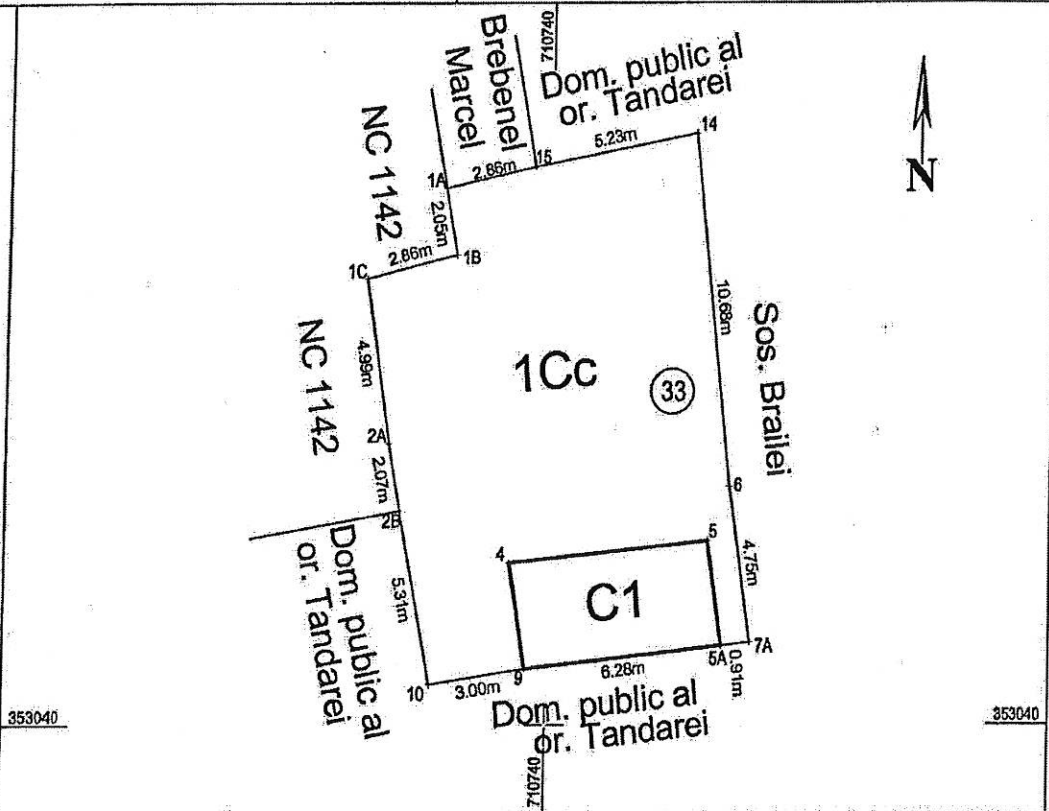 710740
Brebenel
Marcel
Dom. public al
or. Tandarei
NC 1142
14
5.23m
15
2.86m
1A
N
2.05m
2.86m
1B
1C
10.68m
Sos. Brailei
4.99m
NC 1142
1Cc
33
2A
2.07m
6
2B
Dom. public al
or. Tandarei
5
4
4.75m
5.31m
C1
7A
5A
0.91m
9
6.28m
10
3.00m
Dom. public al
or. Tandarei
353040
353040
710740